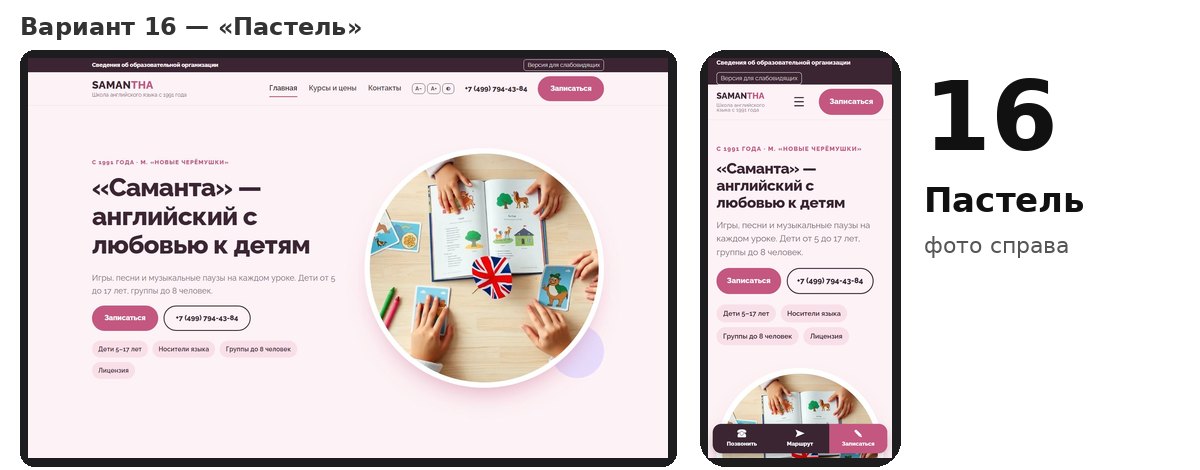 Вариант 16 — «Пастель»
Сведения об образовательной организации
Версия для слабовидящих
SAMANTHA
Школа английского языка с 1991 года
Главная
Курсы и цены
Контакты
A-
A+
+7 (499) 794-43-84
Записаться
С 1991 ГОДА · М. «НОВЫЕ ЧЕРЁМУШКИ»
«Саманта» —
английский с
любовью к детям
Игры, песни и музыкальные паузы на каждом уроке. Дети от 5
до 17 лет, группы до 8 человек.
Записаться
+7 (499) 794-43-84
Дети 5–17 лет
Носители языка
Группы до 8 человек
Лицензия
Сведения об образовательной организации
Версия для слабовидящих
SAMANTHA
Школа английского
языка с 1991 года
Записаться
С 1991 ГОДА · М. «НОВЫЕ ЧЕРЁМУШКИ»
«Саманта» —
английский с
любовью к детям
Игры, песни и музыкальные паузы на
каждом уроке. Дети от 5 до 17 лет,
группы до 8 человек.
Записаться
+7 (499) 794-43-84
Дети 5–17 лет
Носители языка
Группы до 8 человек
Лицензия
Позвонить
Маршрут
Записаться
16
Пастель
фото справа